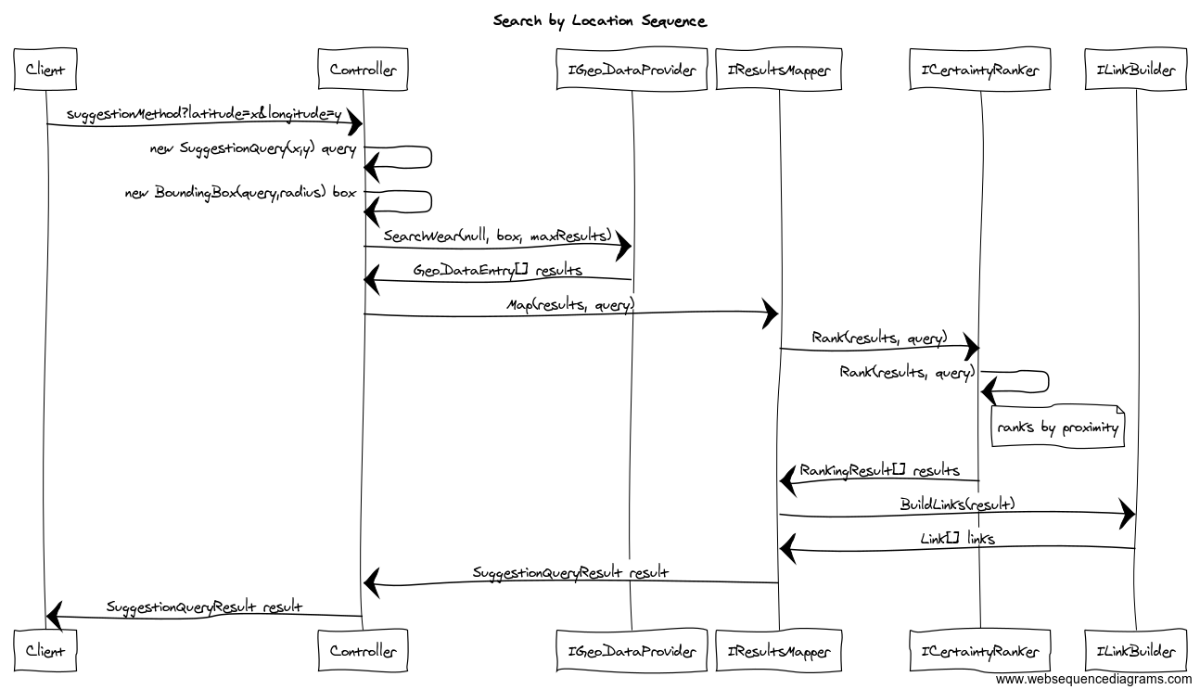 Search by Location Sequence
Client
Controller
IGeoDataProvider
IResultsMapper
ICertaintyRanker
ILinkBuilder
suggestionMethod?latitude=x&longitude=y
new SuggestionQuery(x,y) query
new BoundingBox(query,radius) box
SearchNear(null, box, maxResults)
GeoDataEntry[] results
Map(results, query)
Rank(results, query)
Rank(results, query)
ranks by proximity
RankingResult[] results
BuildLinks(result)
Link[] links
SuggestionQueryResult result
SuggestionQueryResult result
Client
Controller
IGeoDataProvider
IResultsMapper
ICertaintyRanker
ILinkBuilder
www.websequencediagrams.com